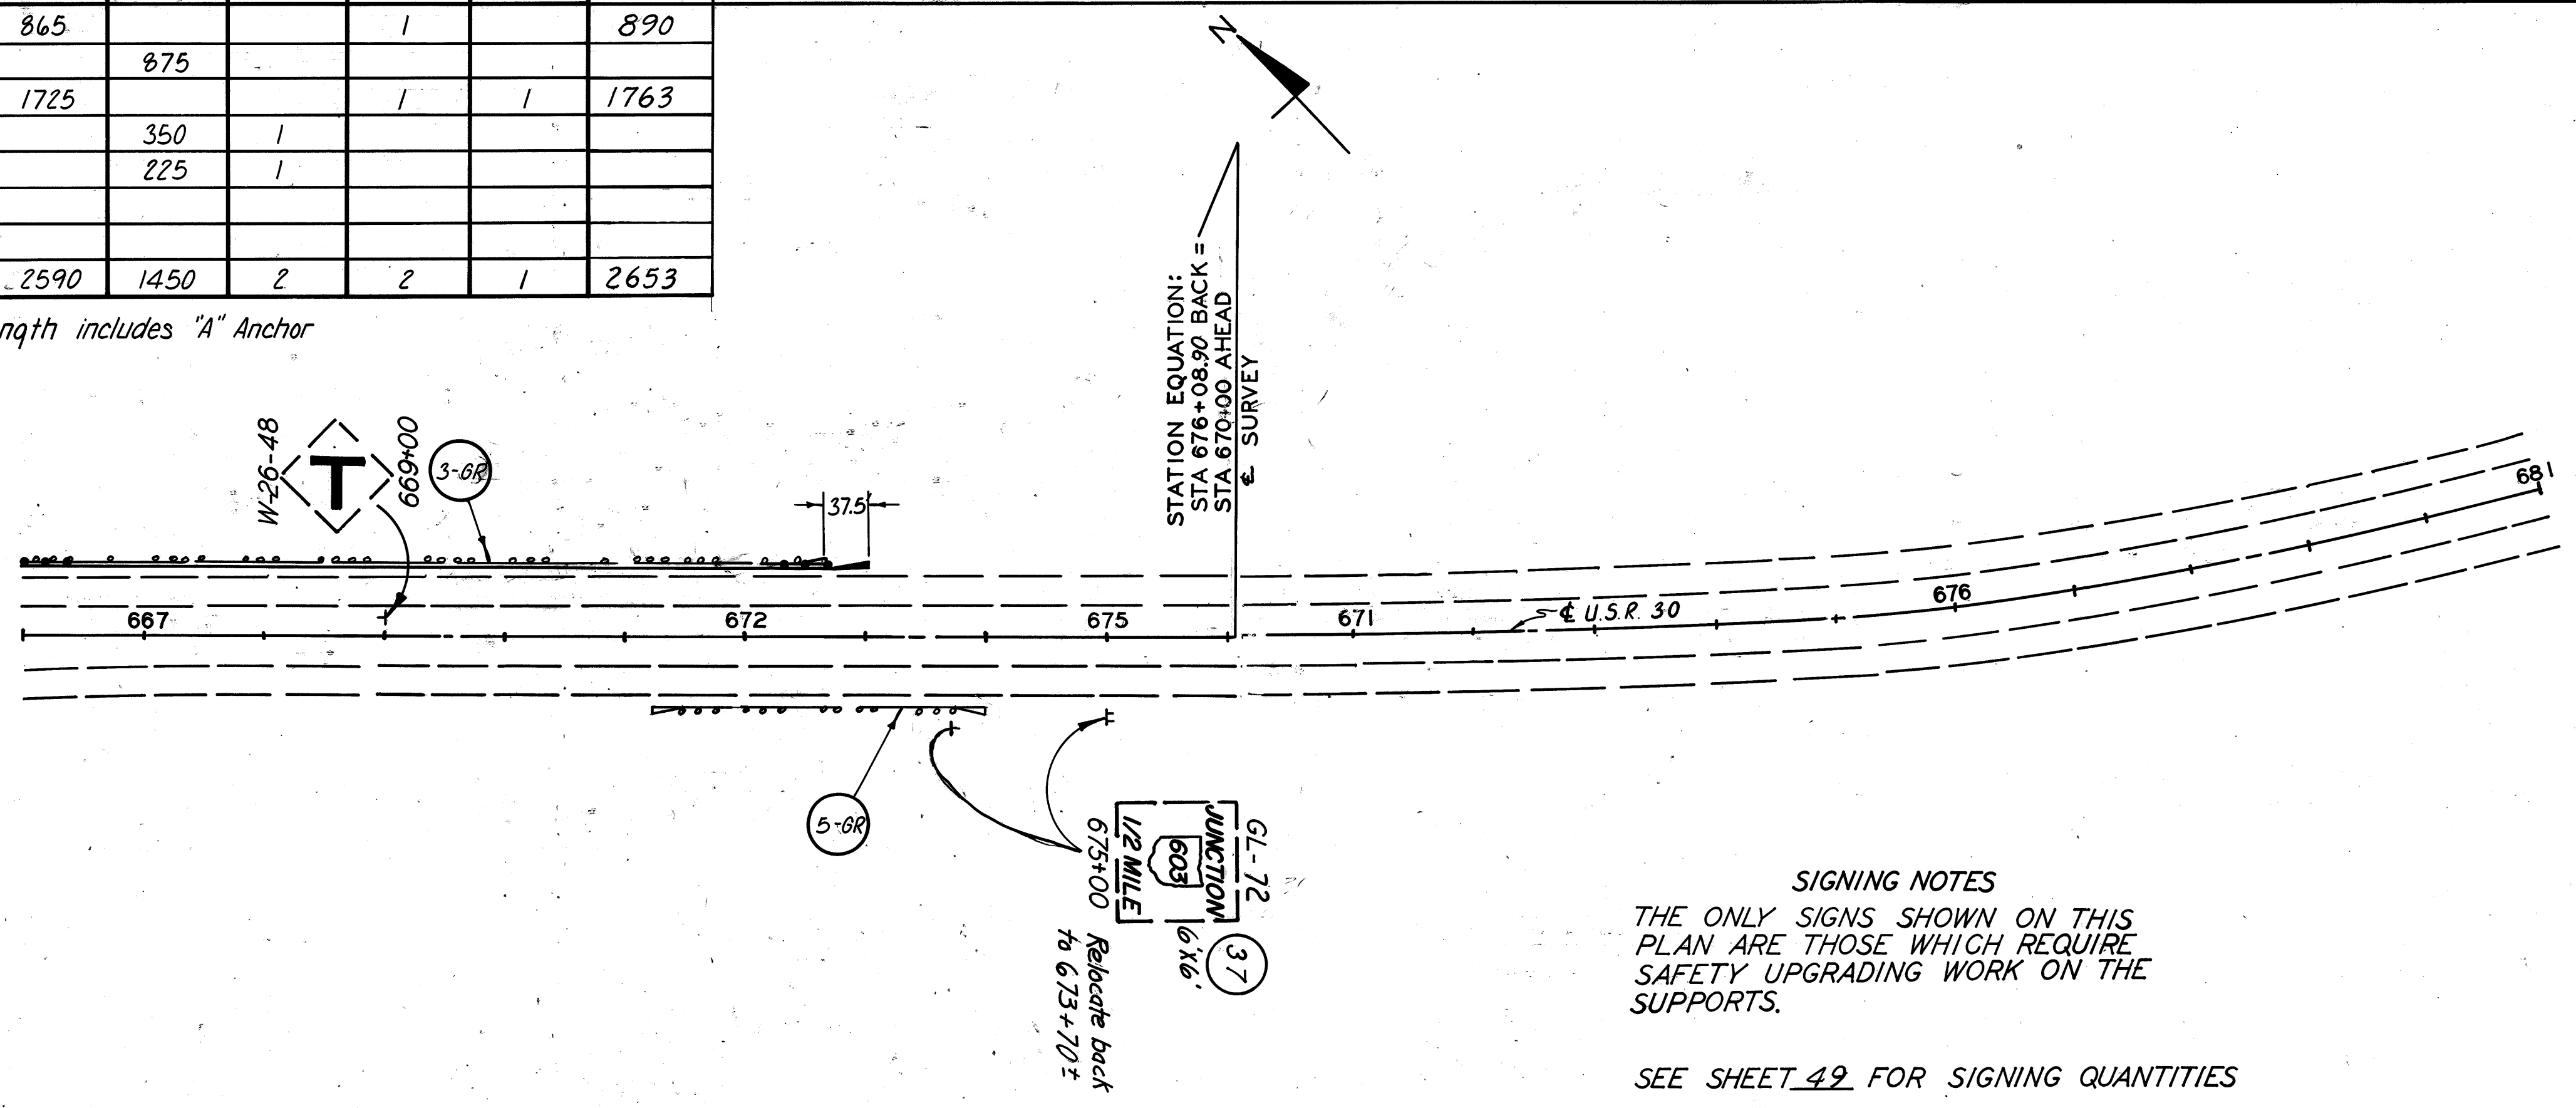 865 1 890
875
1725 1 1 1763
350 1
225 1
2590 1450 2 2 1 2653
ngth includes "A" Anchor
N
STATION EQUATION:
STA 676+08.90 BACK =
STA 670+00 AHEAD
℄ SURVEY
W-26-48
T
669+00
3-GR
37.5
667
672
675
671
℄ U.S.R. 30
676
681
5-GR
GL-72
JUNCTION
603
1/2 MILE
6'X6'
37
675+00 Relocate back
to 673+70±
SIGNING NOTES
THE ONLY SIGNS SHOWN ON THIS
PLAN ARE THOSE WHICH REQUIRE
SAFETY UPGRADING WORK ON THE
SUPPORTS.
SEE SHEET 49 FOR SIGNING QUANTITIES